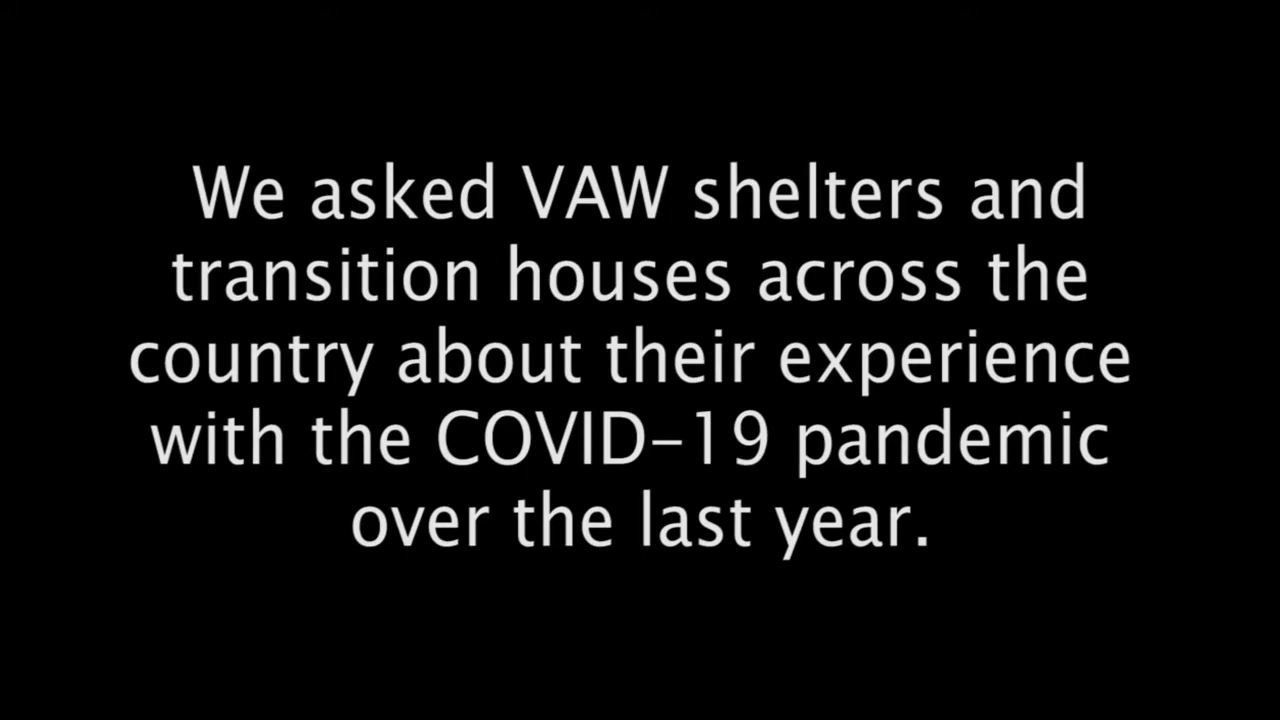 We asked VAW shelters and
transition houses across the
country about their experience
with the COVID-19 pandemic
over the last year.